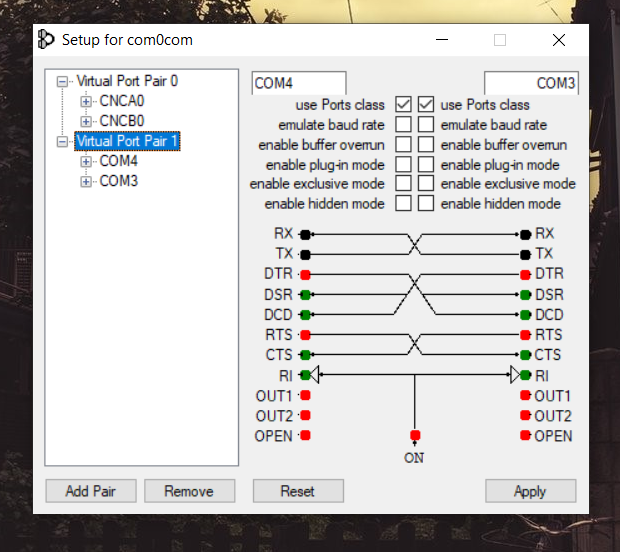 Setup for com0com
Virtual Port Pair 0
CNCA0
CNCB0
Virtual Port Pair 1
COM4
COM3
COM4 COM3
use Ports class use Ports class
emulate baud rate emulate baud rate
enable buffer overrun enable buffer overrun
enable plug-in mode enable plug-in mode
enable exclusive mode enable exclusive mode
enable hidden mode enable hidden mode
RX RX
TX TX
DTR DTR
DSR DSR
DCD DCD
RTS RTS
CTS CTS
RI RI
OUT1 OUT1
OUT2 OUT2
OPEN OPEN
ON
Add Pair Remove Reset Apply